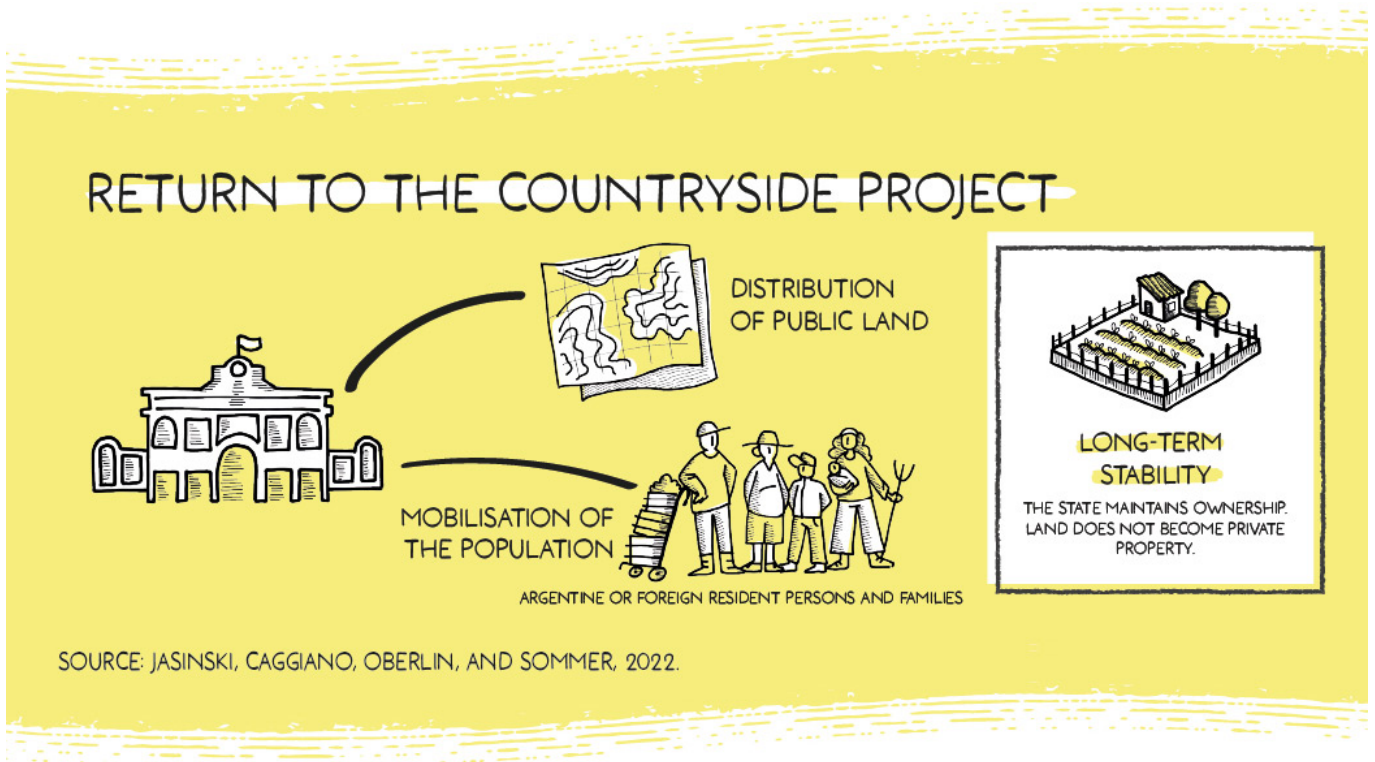 RETURN TO THE COUNTRYSIDE PROJECT
DISTRIBUTION
OF PUBLIC LAND
MOBILISATION OF
THE POPULATION
ARGENTINE OR FOREIGN RESIDENT PERSONS AND FAMILIES
LONG-TERM
STABILITY
THE STATE MAINTAINS OWNERSHIP.
LAND DOES NOT BECOME PRIVATE
PROPERTY.
SOURCE: JASINSKI, CAGGIANO, OBERLIN, AND SOMMER, 2022.